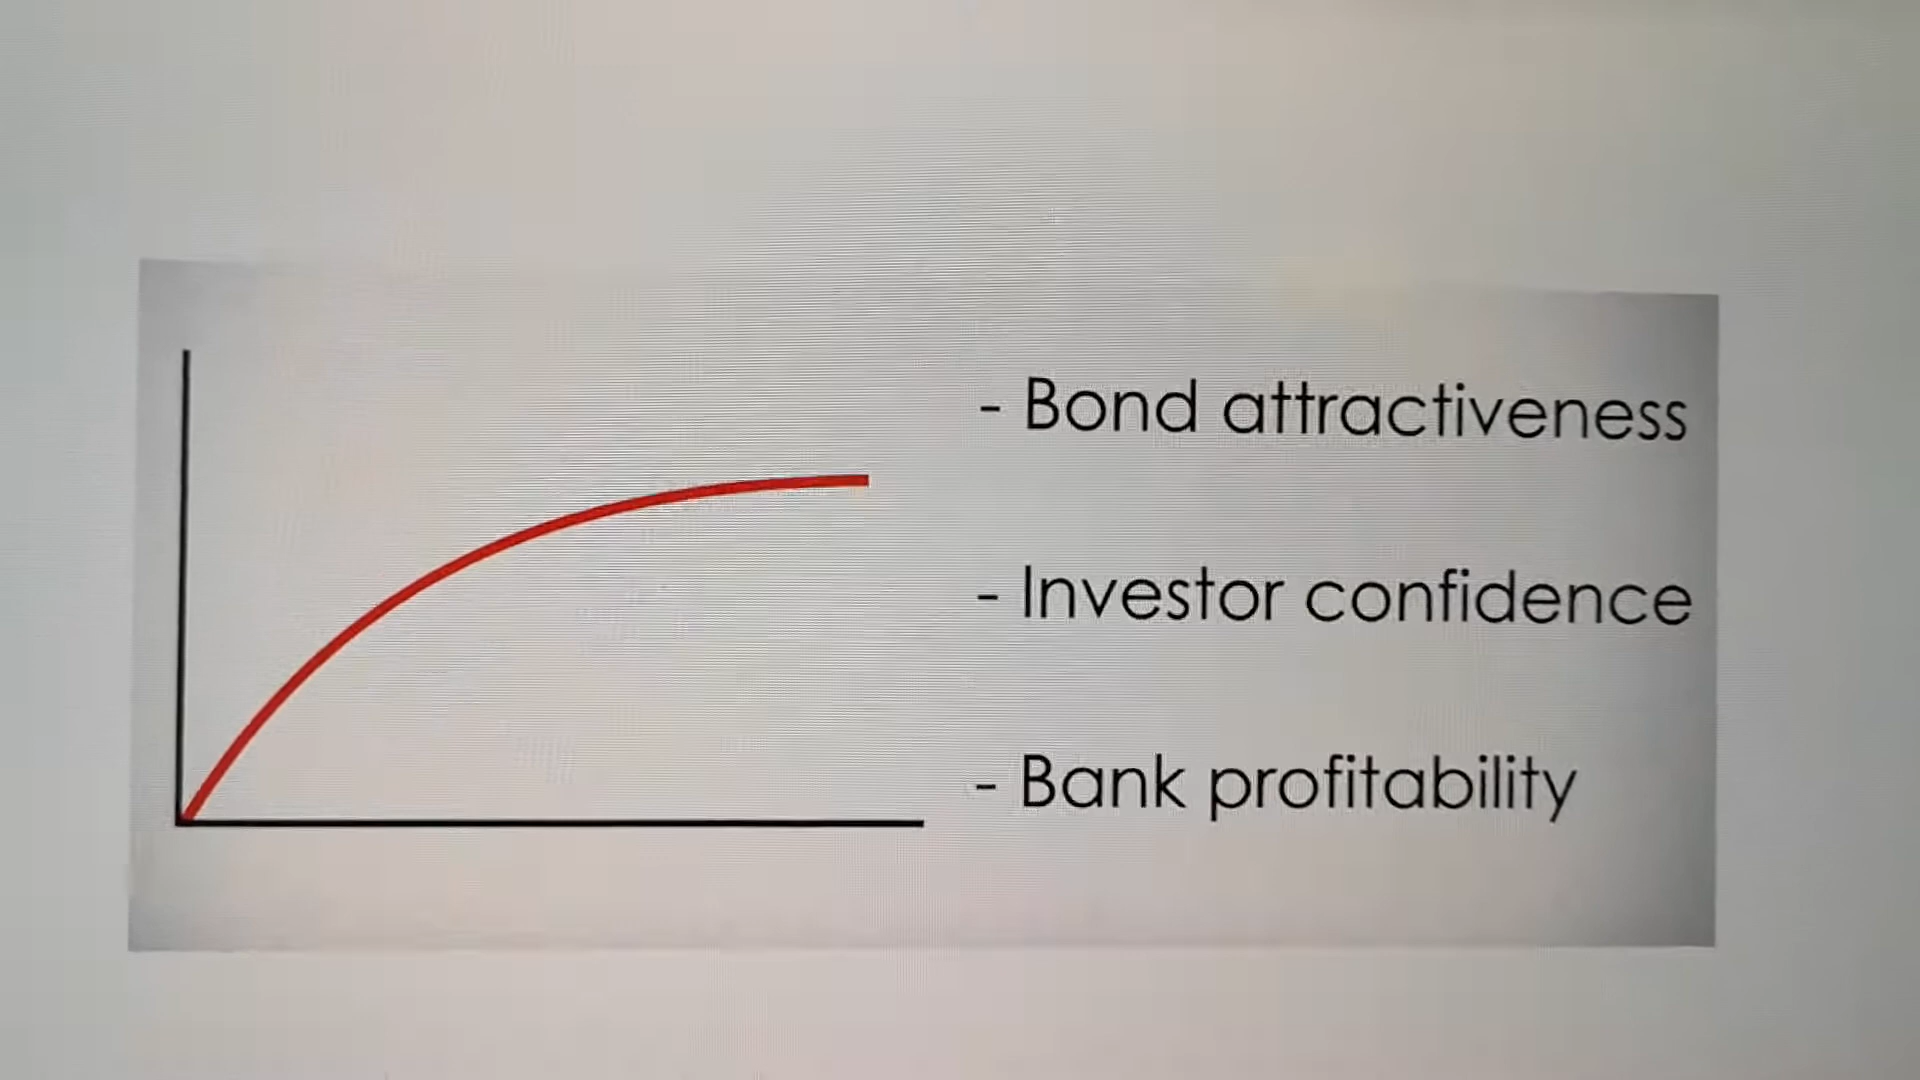 - Bond attractiveness
- Investor confidence
- Bank profitability